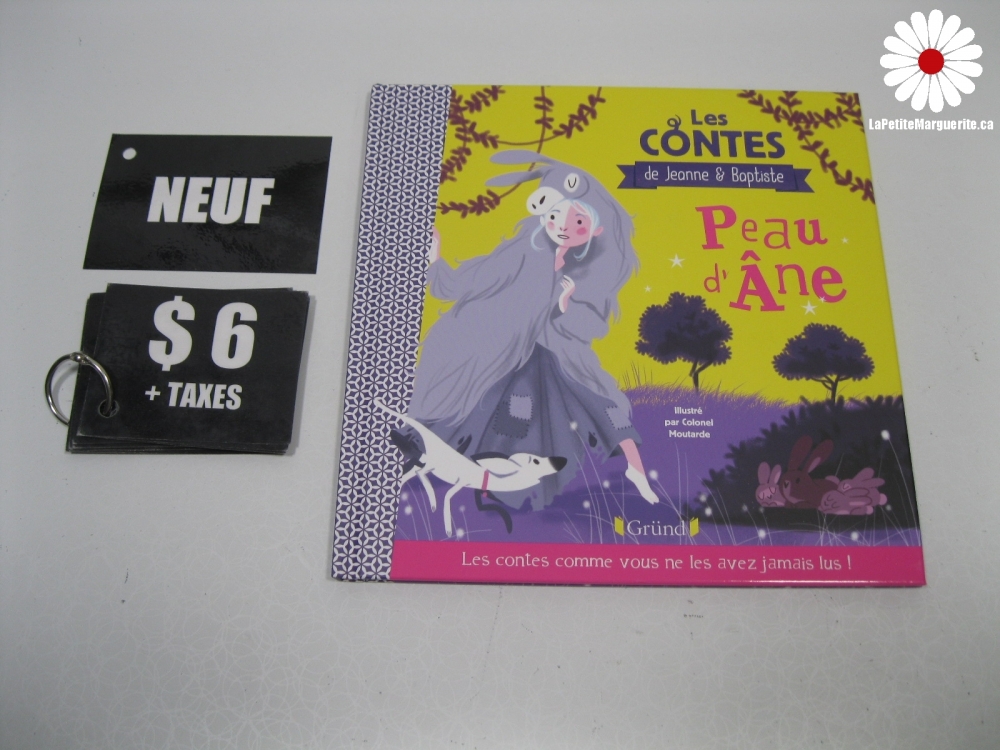 LaPetiteMarguerite.ca
NEUF
$ 6
+ TAXES
Les
CONTES
de Jeanne & Baptiste
Peau
d'Âne
Illustré
par Colonel
Moutarde
Gründ
Les contes comme vous ne les avez jamais lus !